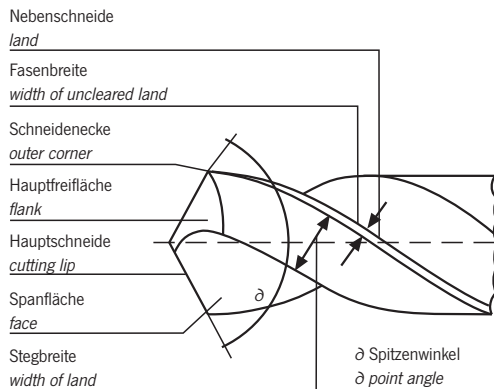 Nebenschneide
land
Fasenbreite
width of uncleared land
Schneidenecke
outer corner
Hauptfreifläche
flank
Hauptschneide
cutting lip
Spanfläche
face
Stegbreite
width of land
∂
∂ Spitzenwinkel
∂ point angle